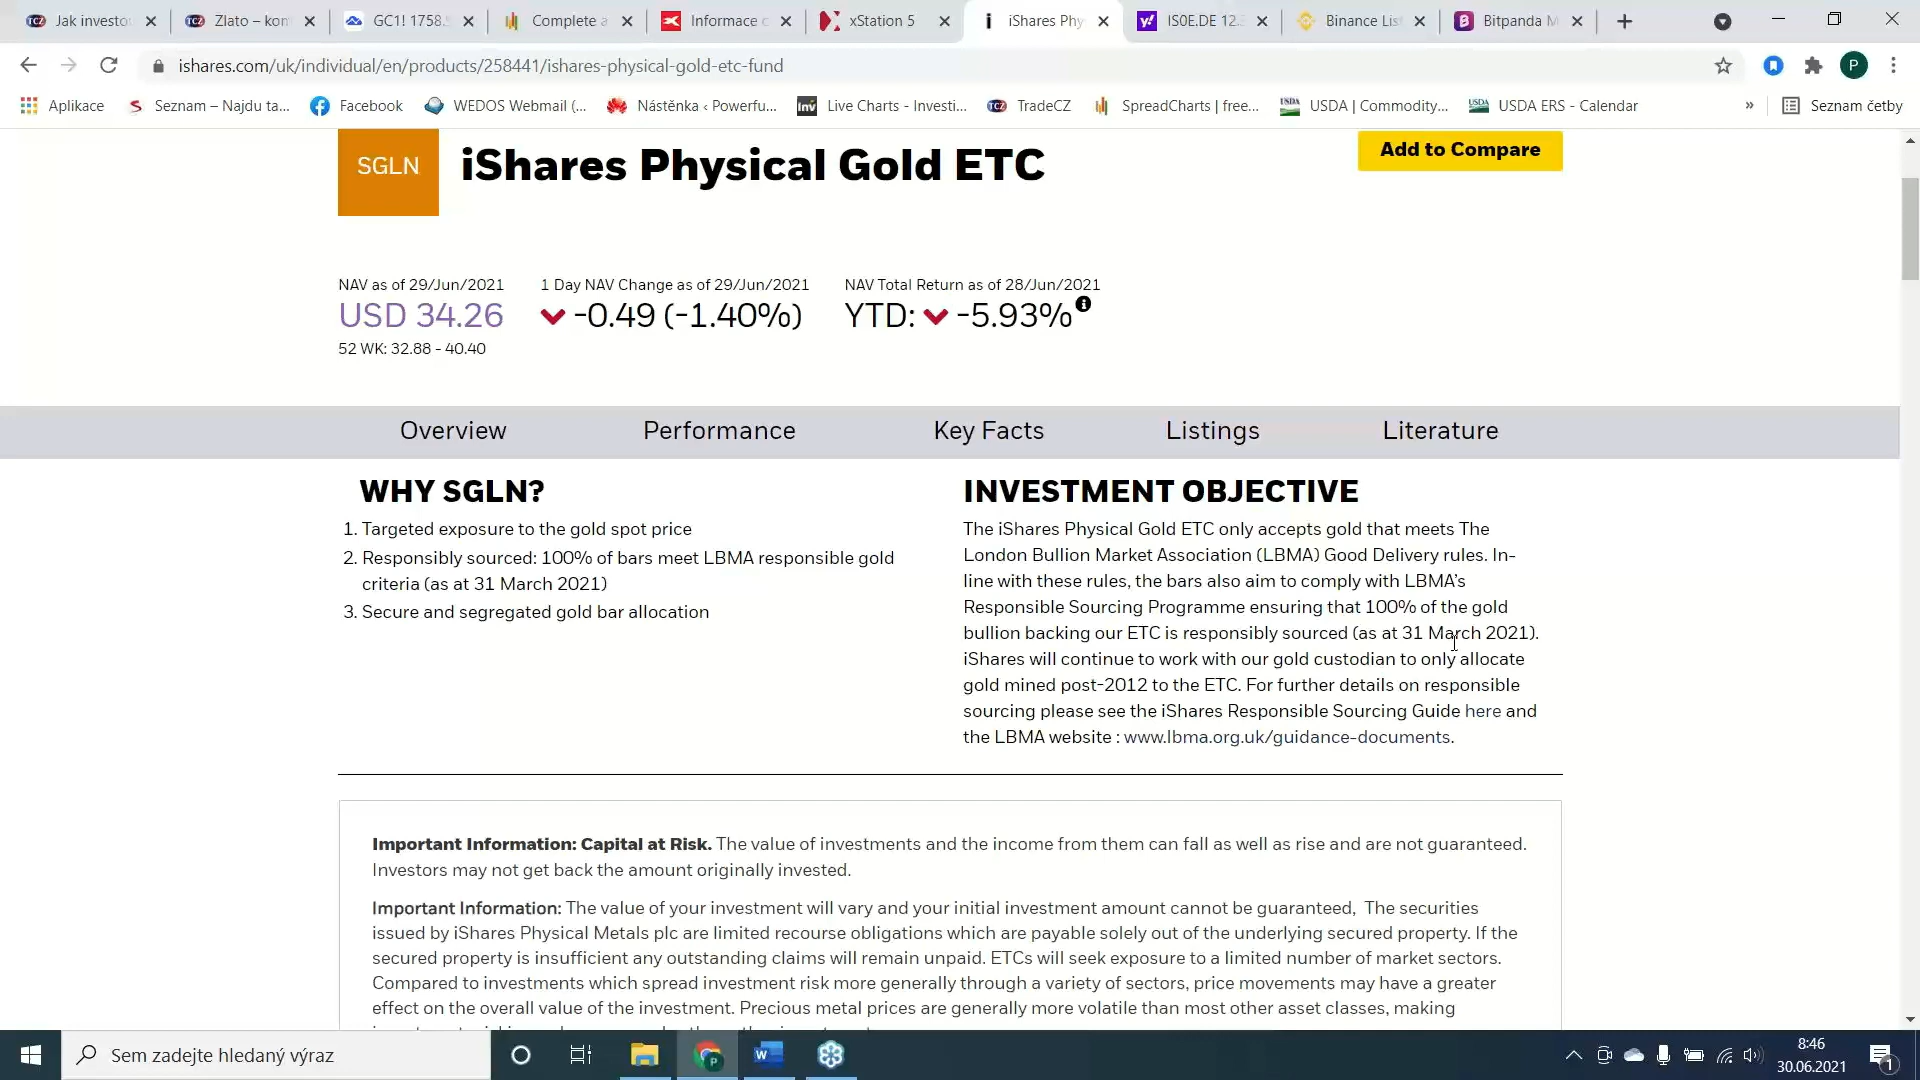 Jak investo
Zlato – kon
GC1! 1758.
Complete a
Informace o
xStation 5
iShares Phy
IS0E.DE 12.
Binance Lis
Bitpanda M
ishares.com/uk/individual/en/products/258441/ishares-physical-gold-etc-fund
P
Aplikace
Seznam – Najdu ta...
Facebook
WEDOS Webmail (...
Nástěnka ‹ Powerfu...
Live Charts - Investi...
TradeCZ
SpreadCharts | free...
USDA | Commodity...
USDA ERS - Calendar
»
Seznam četby
SGLN
iShares Physical Gold ETC
Add to Compare
NAV as of 29/Jun/2021
USD 34.26
52 WK: 32.88 - 40.40
1 Day NAV Change as of 29/Jun/2021
-0.49 (-1.40%)
NAV Total Return as of 28/Jun/2021
YTD: -5.93%
Overview
Performance
Key Facts
Listings
Literature
WHY SGLN?
1. Targeted exposure to the gold spot price
2. Responsibly sourced: 100% of bars meet LBMA responsible gold
criteria (as at 31 March 2021)
3. Secure and segregated gold bar allocation
INVESTMENT OBJECTIVE
The iShares Physical Gold ETC only accepts gold that meets The
London Bullion Market Association (LBMA) Good Delivery rules. In-
line with these rules, the bars also aim to comply with LBMA's
Responsible Sourcing Programme ensuring that 100% of the gold
bullion backing our ETC is responsibly sourced (as at 31 March 2021).
iShares will continue to work with our gold custodian to only allocate
gold mined post-2012 to the ETC. For further details on responsible
sourcing please see the iShares Responsible Sourcing Guide here and
the LBMA website : www.lbma.org.uk/guidance-documents.
Important Information: Capital at Risk. The value of investments and the income from them can fall as well as rise and are not guaranteed.
Investors may not get back the amount originally invested.
Important Information: The value of your investment will vary and your initial investment amount cannot be guaranteed, The securities
issued by iShares Physical Metals plc are limited recourse obligations which are payable solely out of the underlying secured property. If the
secured property is insufficient any outstanding claims will remain unpaid. ETCs will seek exposure to a limited number of market sectors.
Compared to investments which spread investment risk more generally through a variety of sectors, price movements may have a greater
effect on the overall value of the investment. Precious metal prices are generally more volatile than most other asset classes, making
Sem zadejte hledaný výraz
8:46
30.06.2021
1